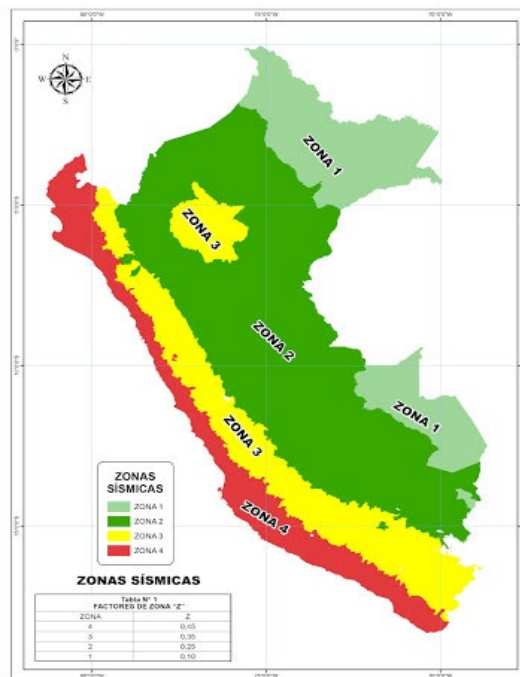 N
W E
S
ZONA 1
ZONA 3
ZONA 2
ZONA 1
ZONA 3
ZONA 4
ZONAS
SÍSMICAS
ZONA 1
ZONA 2
ZONA 3
ZONA 4
ZONAS SÍSMICAS
Tabla N° 1
FACTORES DE ZONA "Z"
ZONA Z
4 0,45
3 0,35
2 0,25
1 0,10